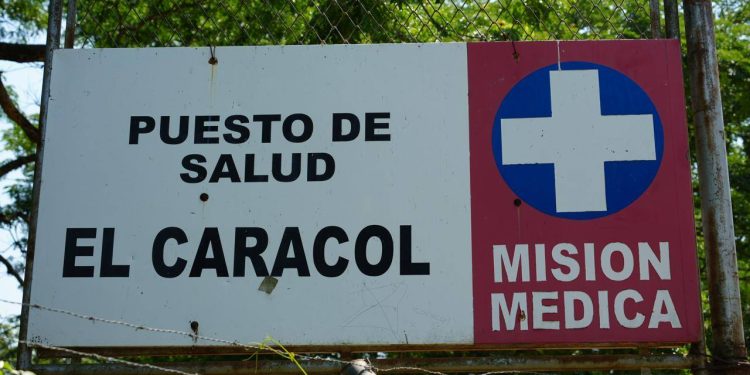 PUESTO DE
SALUD
EL CARACOL
MISION
MEDICA